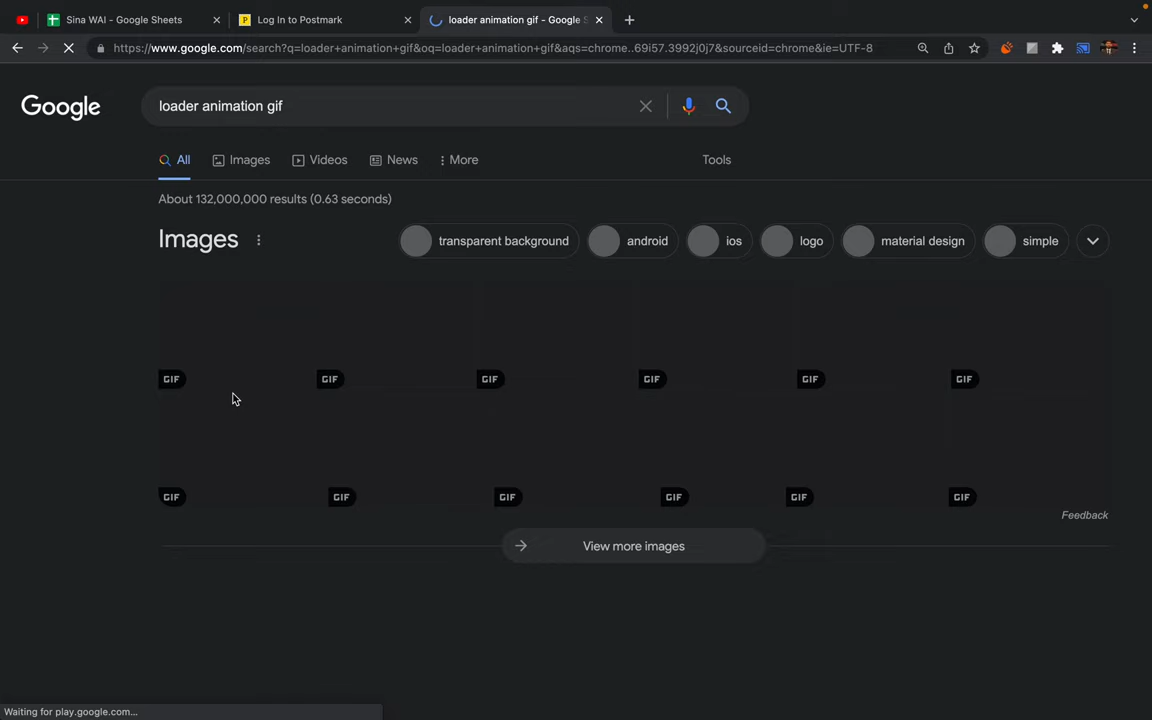 Sina WAI - Google Sheets
Log In to Postmark
loader animation gif - Google S
https://www.google.com/search?q=loader+animation+gif&oq=loader+animation+gif&aqs=chrome..69i57.3992j0j7&sourceid=chrome&ie=UTF-8
Google
loader animation gif
All
Images
Videos
News
More
Tools
About 132,000,000 results (0.63 seconds)
Images
transparent background
android
ios
logo
material design
simple
GIF
GIF
GIF
GIF
GIF
GIF
GIF
GIF
GIF
GIF
GIF
GIF
Feedback
View more images
Waiting for play.google.com...